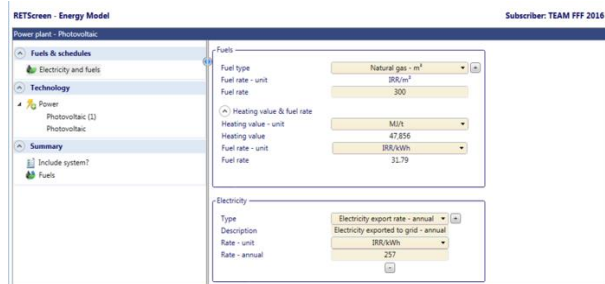 RETScreen - Energy Model Subscriber: TEAM FFF 2016
Power plant - Photovoltaic
Fuels & schedules
Electricity and fuels
Technology
Power
Photovoltaic (1)
Photovoltaic
Summary
Include system?
Fuels
Fuels
Fuel type Natural gas - m³
Fuel rate - unit IRR/m³
Fuel rate 300
Heating value & fuel rate
Heating value - unit MJ/t
Heating value 47,856
Fuel rate - unit IRR/kWh
Fuel rate 31.79
Electricity
Type Electricity export rate - annual
Description Electricity exported to grid - annual
Rate - unit IRR/kWh
Rate - annual 257